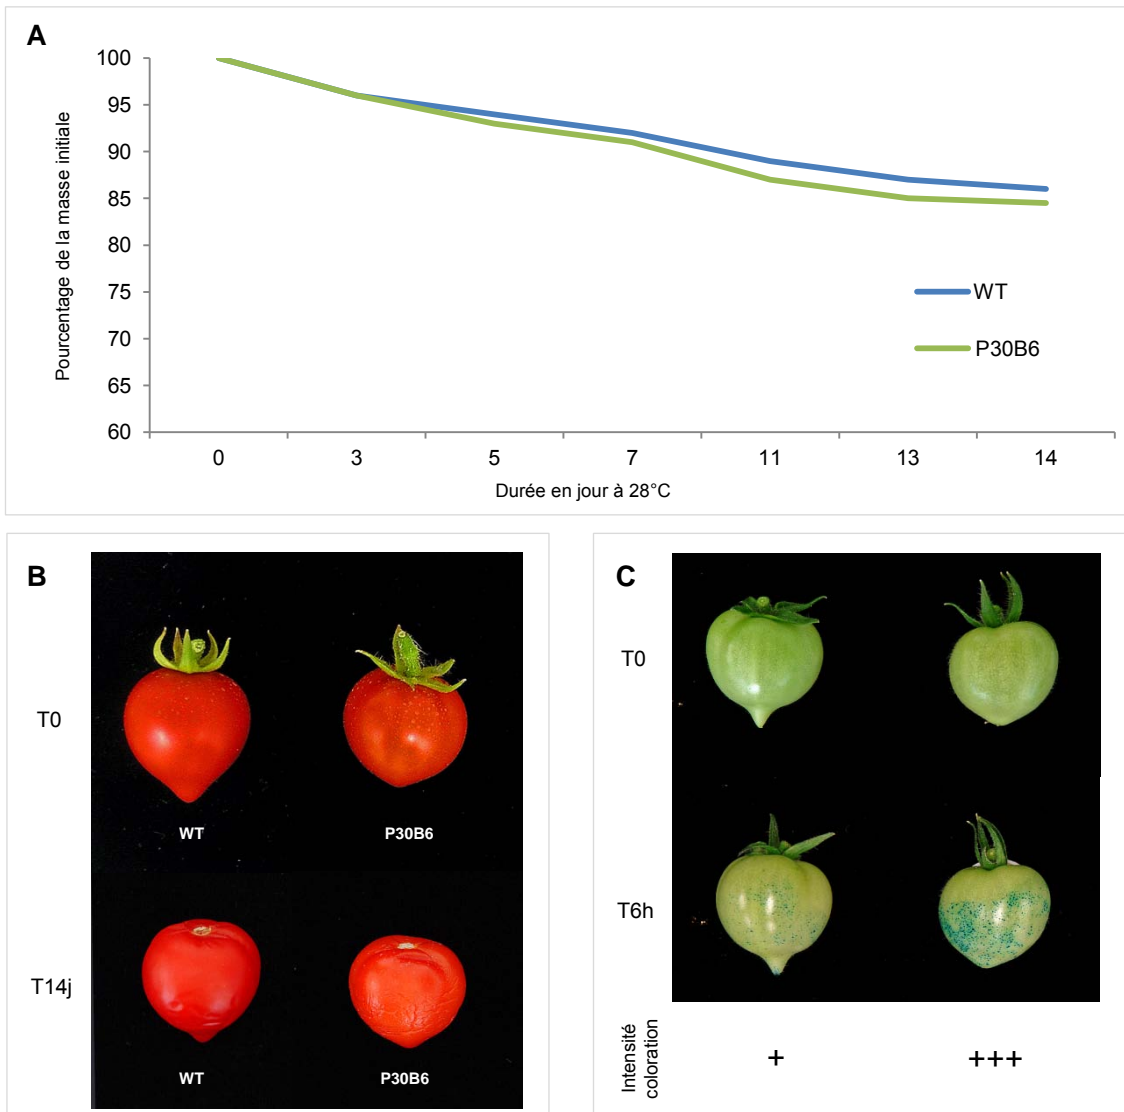 A
100
95
90
85
80
75
70
65
60
Pourcentage de la masse initiale
WT
P30B6
0 3 5 7 11 13 14
Durée en jour à 28°C
B
T0
WT P30B6
T14j
WT P30B6
C
T0
T6h
Intensité
coloration
+ +++